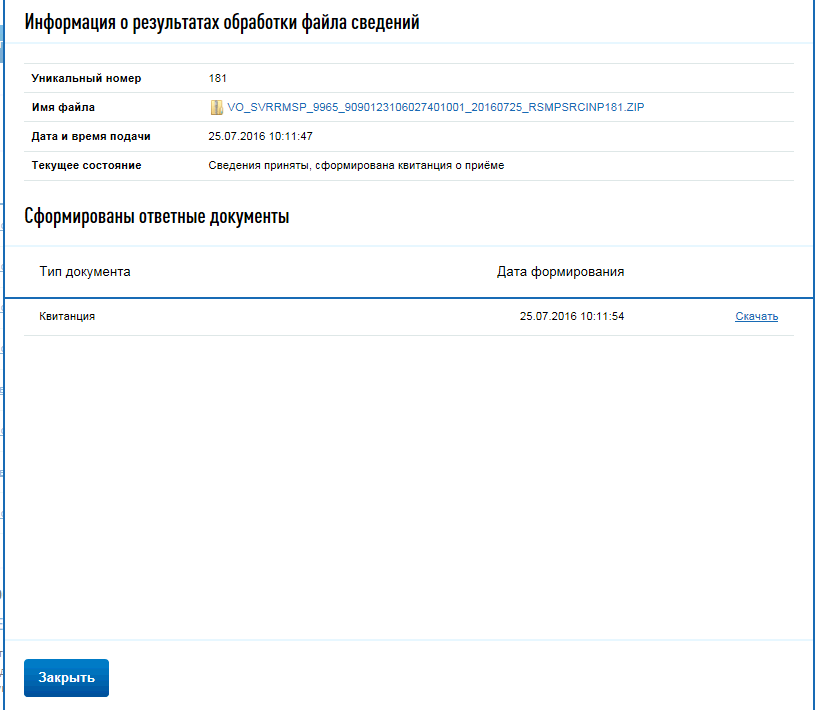 Информация о результатах обработки файла сведений
Уникальный номер 181
Имя файла VO_SVRRMSP_9965_9090123106027401001_20160725_RSMPSRCINP181.ZIP
Дата и время подачи 25.07.2016 10:11:47
Текущее состояние Сведения приняты, сформирована квитанция о приёме
Сформированы ответные документы
Тип документа Дата формирования
Квитанция 25.07.2016 10:11:54 Скачать
Закрыть